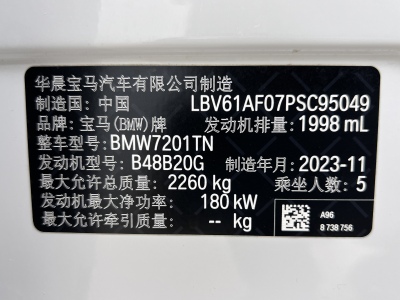 华晨宝马汽车有限公司制造
制造国：中国 LBV61AF07PSC95049
品牌：宝马(BMW)牌 发动机排量：1998 mL
整车型号：BMW7201TN
发动机型号：B48B20G 制造年月：2023-11
最大允许总质量：2260 kg 乘坐人数：5
发动机最大净功率：180 kW
最大允许牵引质量：-- kg
A96
8 738 756